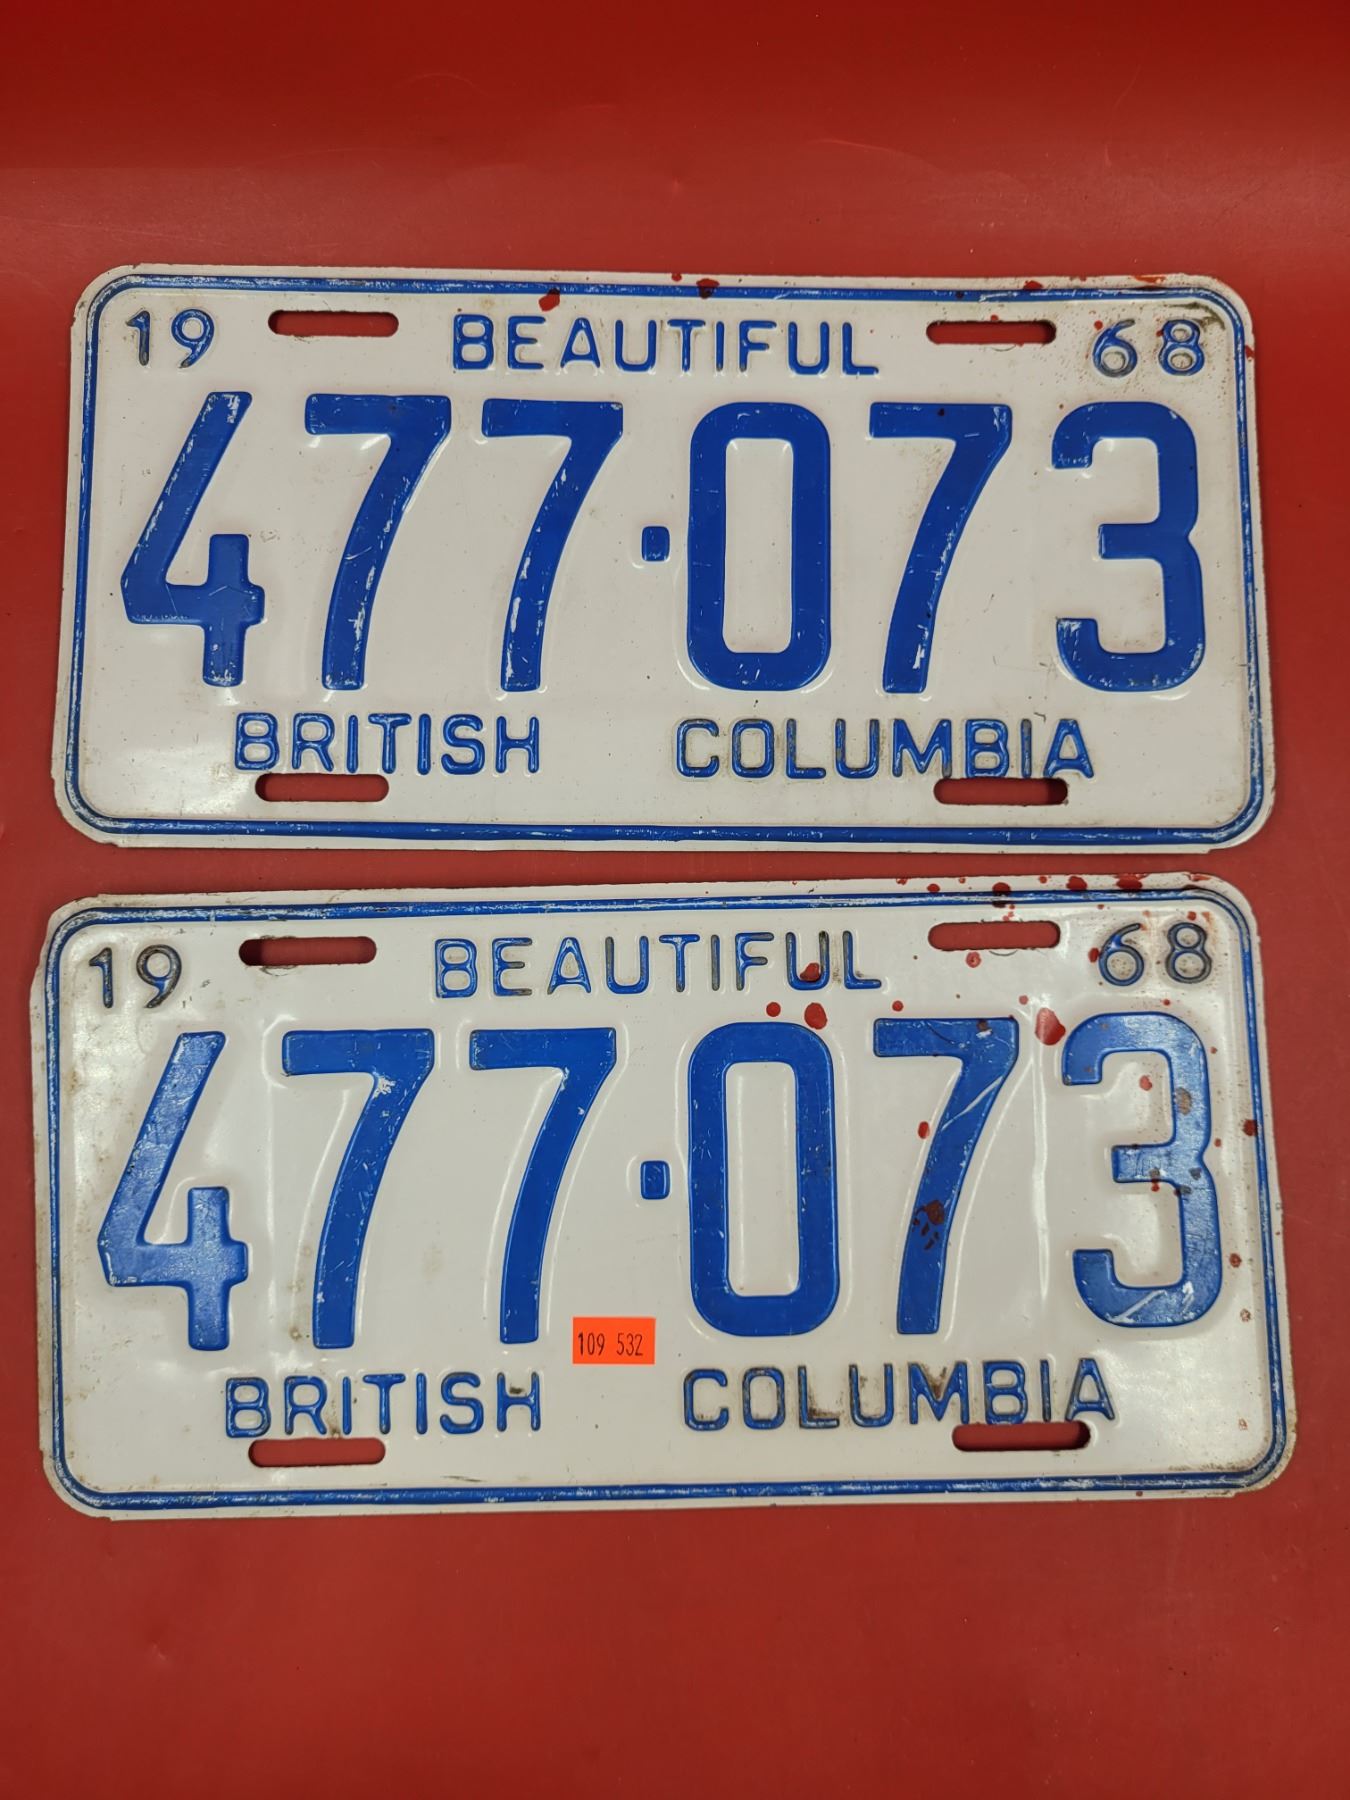 19 BEAUTIFUL 68
477·073
BRITISH COLUMBIA
19 BEAUTIFUL 68
477·073
109 532
BRITISH COLUMBIA